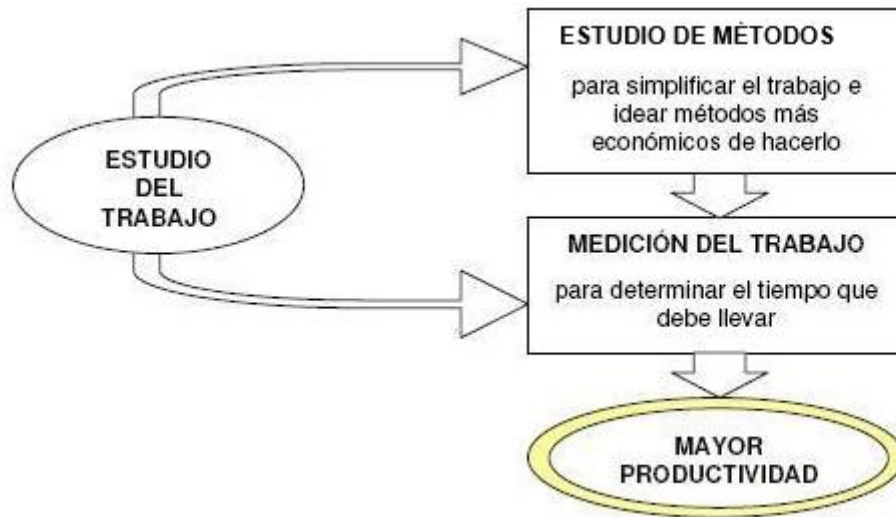 ESTUDIO
DEL
TRABAJO
ESTUDIO DE MÉTODOS
para simplificar el trabajo e
idear métodos más
económicos de hacerlo
MEDICIÓN DEL TRABAJO
para determinar el tiempo que
debe llevar
MAYOR
PRODUCTIVIDAD